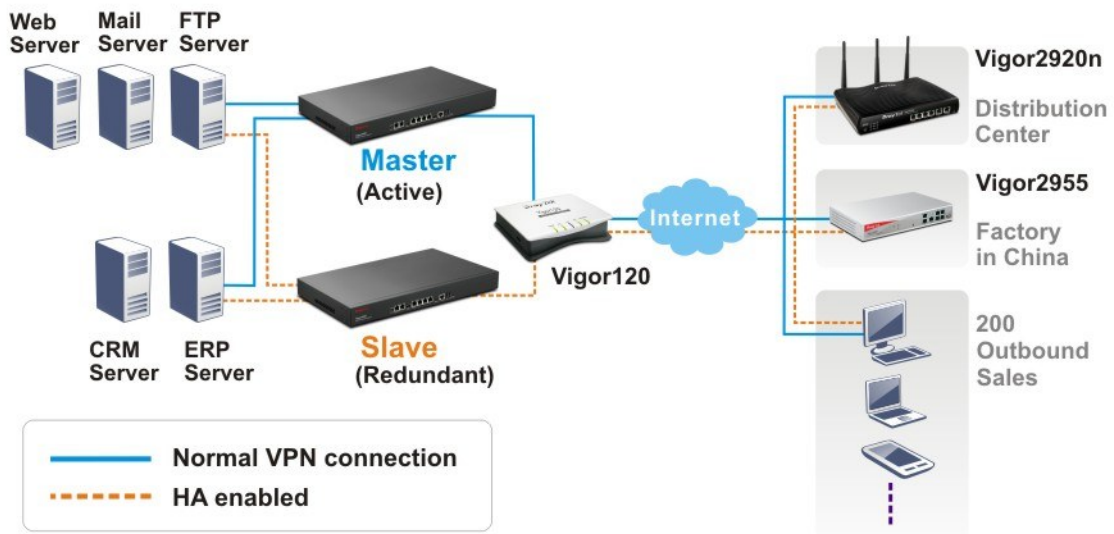 Web Server
Mail Server
FTP Server
Master
(Active)
CRM Server
ERP Server
Slave
(Redundant)
Vigor120
Internet
Vigor2920n
Distribution
Center
Vigor2955
Factory
in China
200
Outbound
Sales
Normal VPN connection
HA enabled